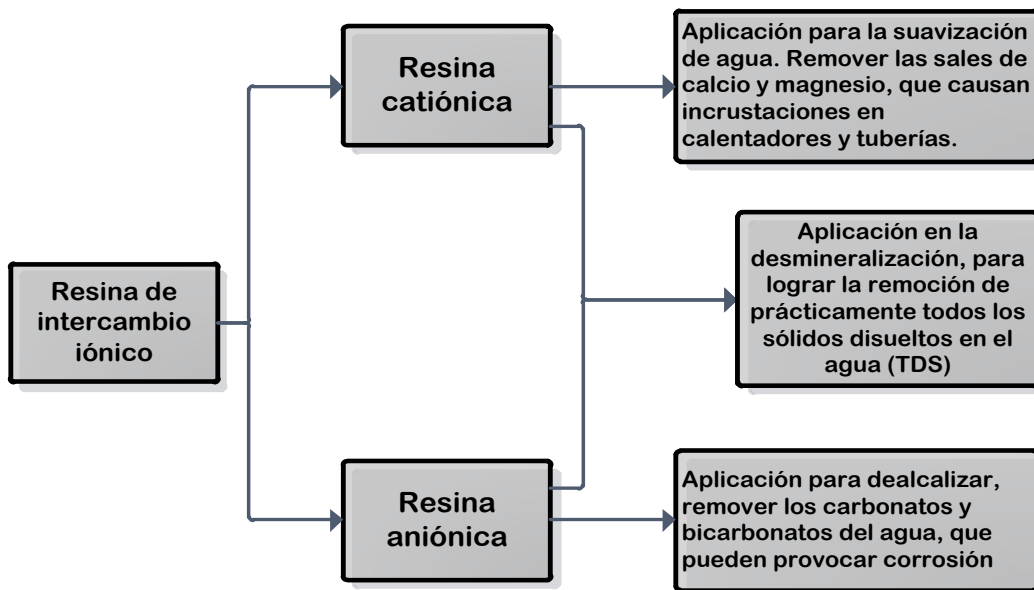 Resina de
intercambio
iónico
Resina
catiónica
Aplicación para la suavización
de agua. Remover las sales de
calcio y magnesio, que causan
incrustaciones en
calentadores y tuberías.
Aplicación en la
desmineralización, para
lograr la remoción de
prácticamente todos los
sólidos disueltos en el
agua (TDS)
Resina
aniónica
Aplicación para dealcalizar,
remover los carbonatos y
bicarbonatos del agua, que
pueden provocar corrosión